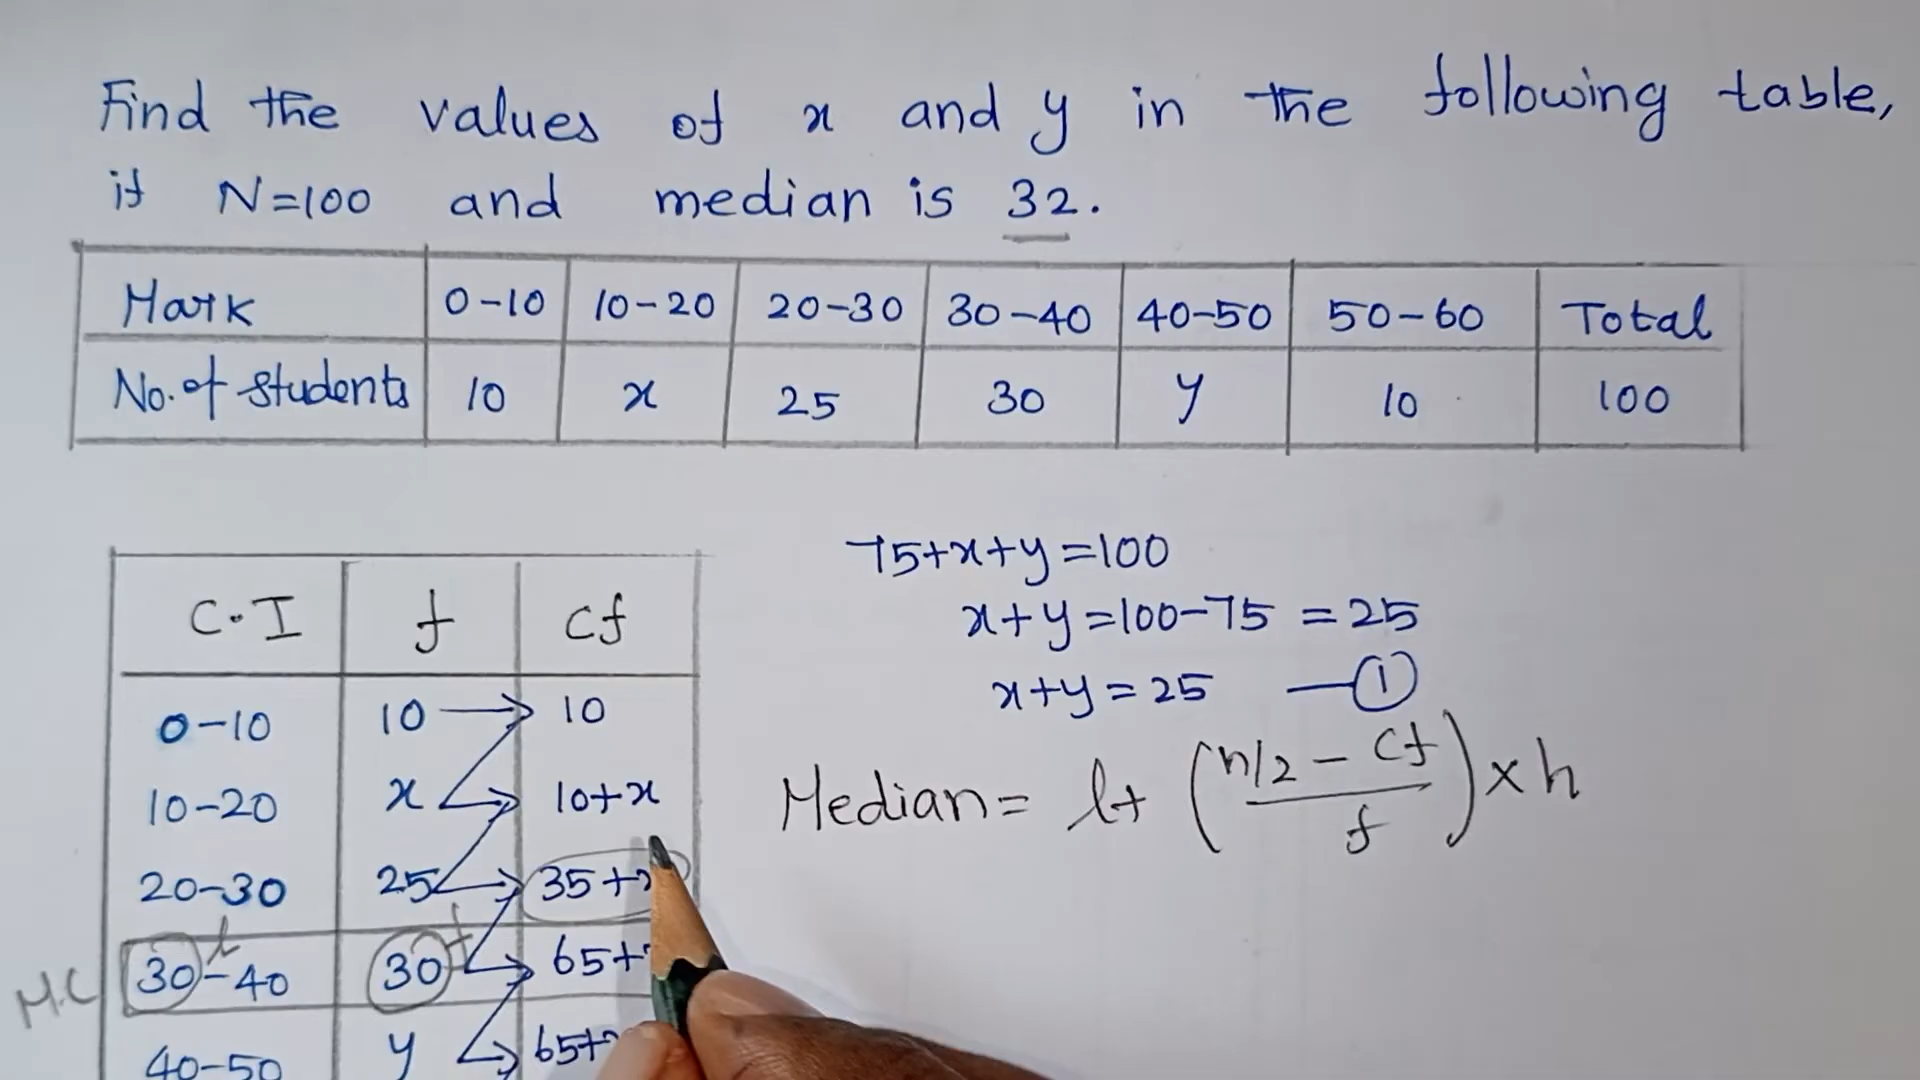 Find the values of x and y in the following table,
if N=100 and median is 32.
Mark 0-10 10-20 20-30 30-40 40-50 50-60 Total
No. of students 10 x 25 30 y 10 100
75+x+y=100
x+y=100-75 = 25
x+y=25 —①
Median= l+ (n/2 - Cf / f) × h
C.I f Cf
0-10 10 10
10-20 x 10+x
20-30 25 35+
M.C 30-40 l 30 f 65+
40-50 y 65+